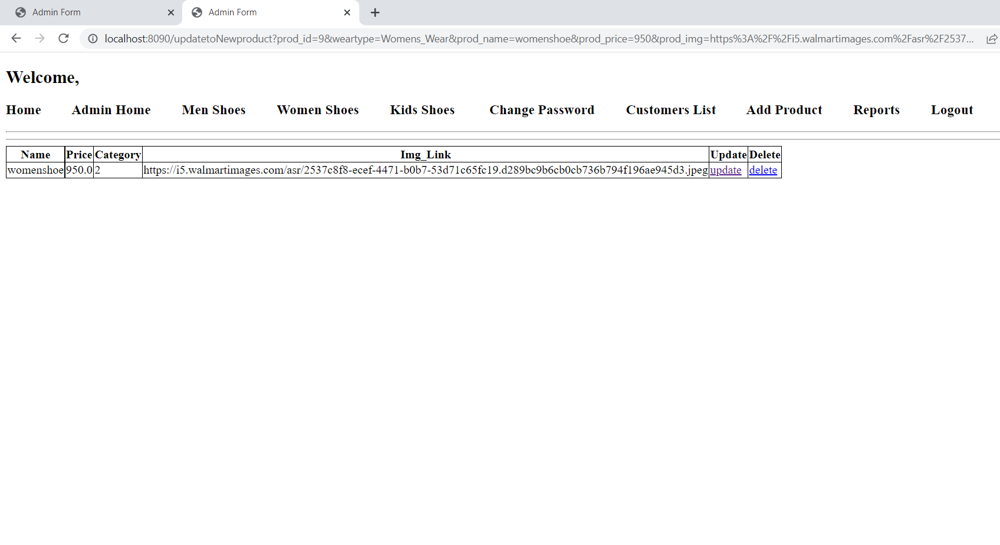 Admin Form Admin Form
localhost:8090/updatetoNewproduct?prod_id=9&weartype=Womens_Wear&prod_name=womenshoe&prod_price=950&prod_img=https%3A%2F%2Fi5.walmartimages.com%2Fasr%2F2537...
Welcome,
Home Admin Home Men Shoes Women Shoes Kids Shoes Change Password Customers List Add Product Reports Logout
Name Price Category Img_Link Update Delete
womenshoe 950.0 2 https://i5.walmartimages.com/asr/2537c8f8-ecef-4471-b0b7-53d71c65fc19.d289bc9b6cb0cb736b794f196ae945d3.jpeg update delete